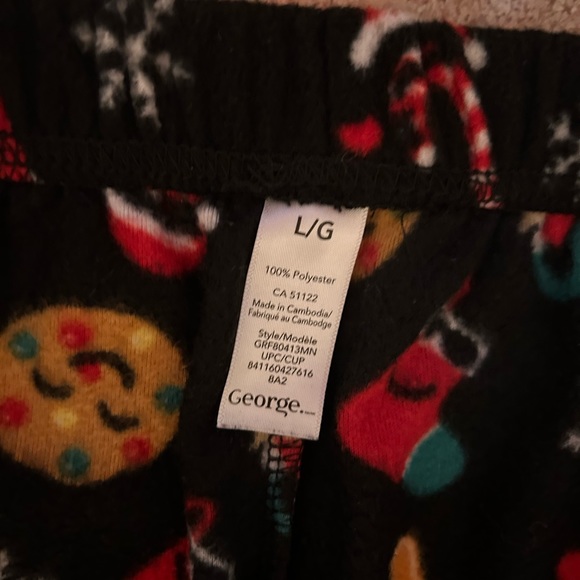 L/G
100% Polyester
CA 51122
Made in Cambodia/
Fabriqué au Cambodge
Style/Modèle
GRF80413MN
UPC/CUP
841160427616
8A2
George.